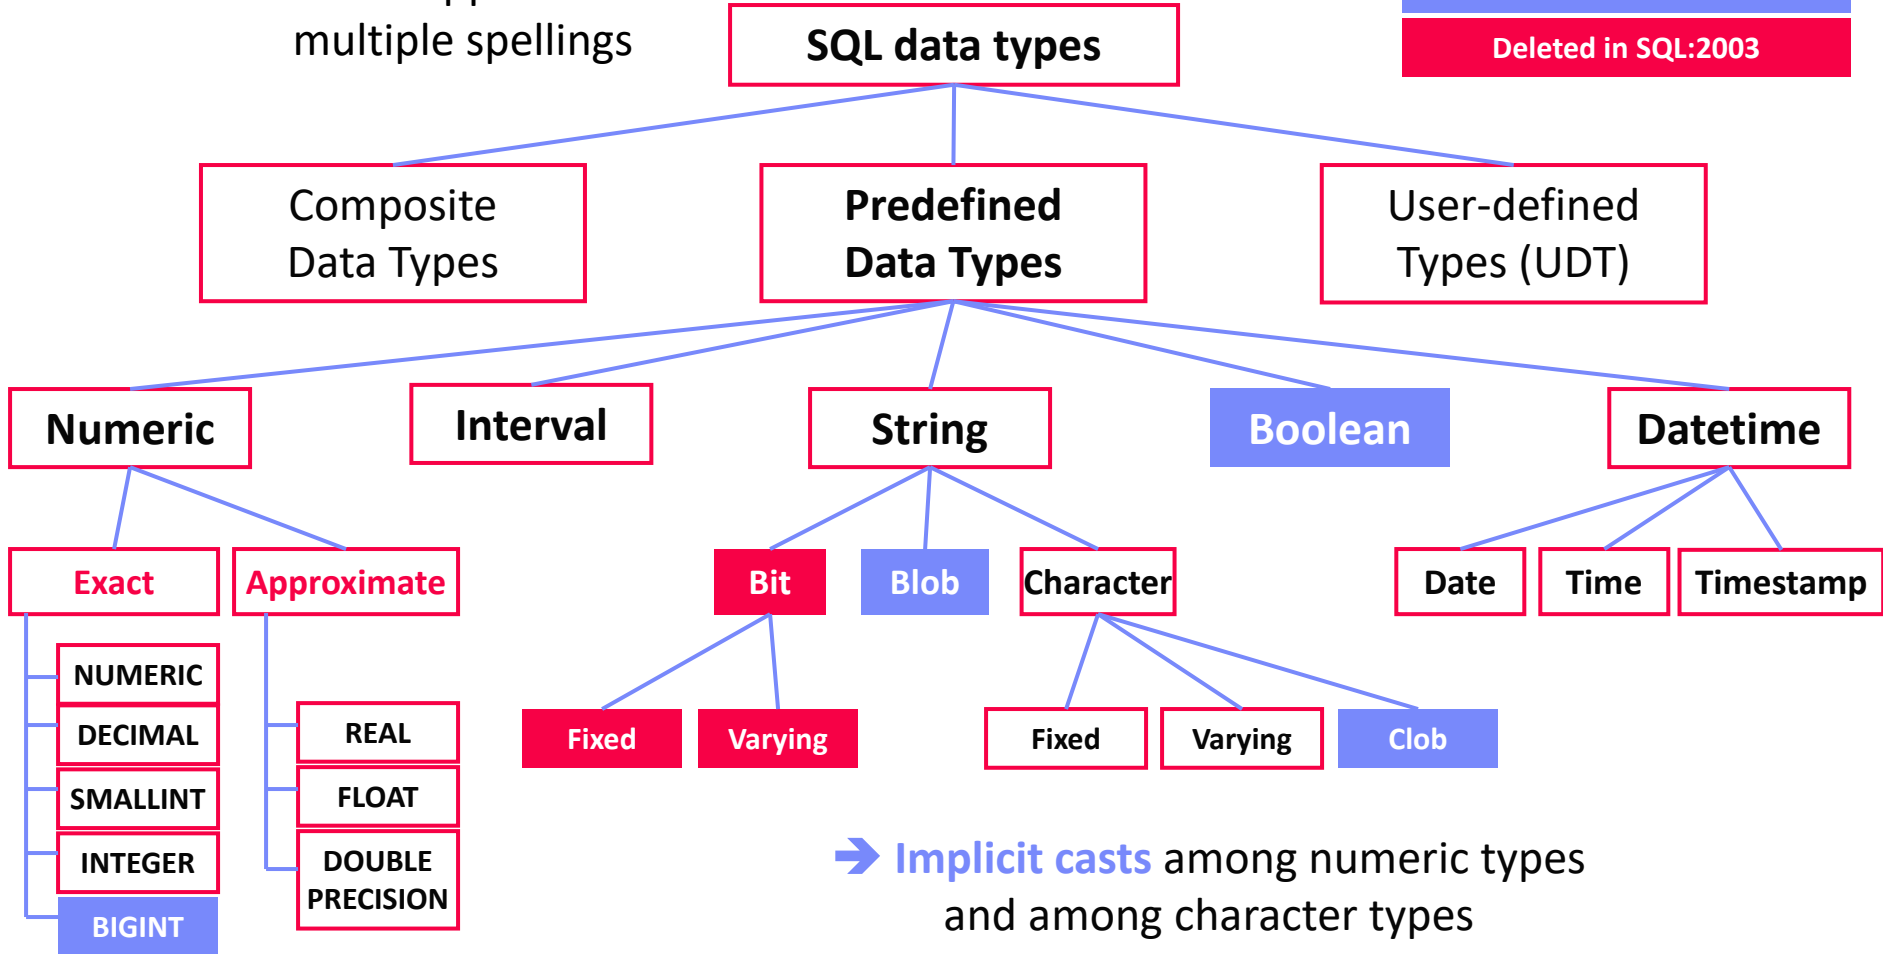 multiple spellings
SQL data types
Deleted in SQL:2003
Composite
Data Types
Predefined
Data Types
User-defined
Types (UDT)
Numeric
Interval
String
Boolean
Datetime
Exact
Approximate
Bit
Blob
Character
Date
Time
Timestamp
NUMERIC
DECIMAL
SMALLINT
INTEGER
BIGINT
REAL
FLOAT
DOUBLE
PRECISION
Fixed
Varying
Fixed
Varying
Clob
➔ Implicit casts among numeric types
and among character types